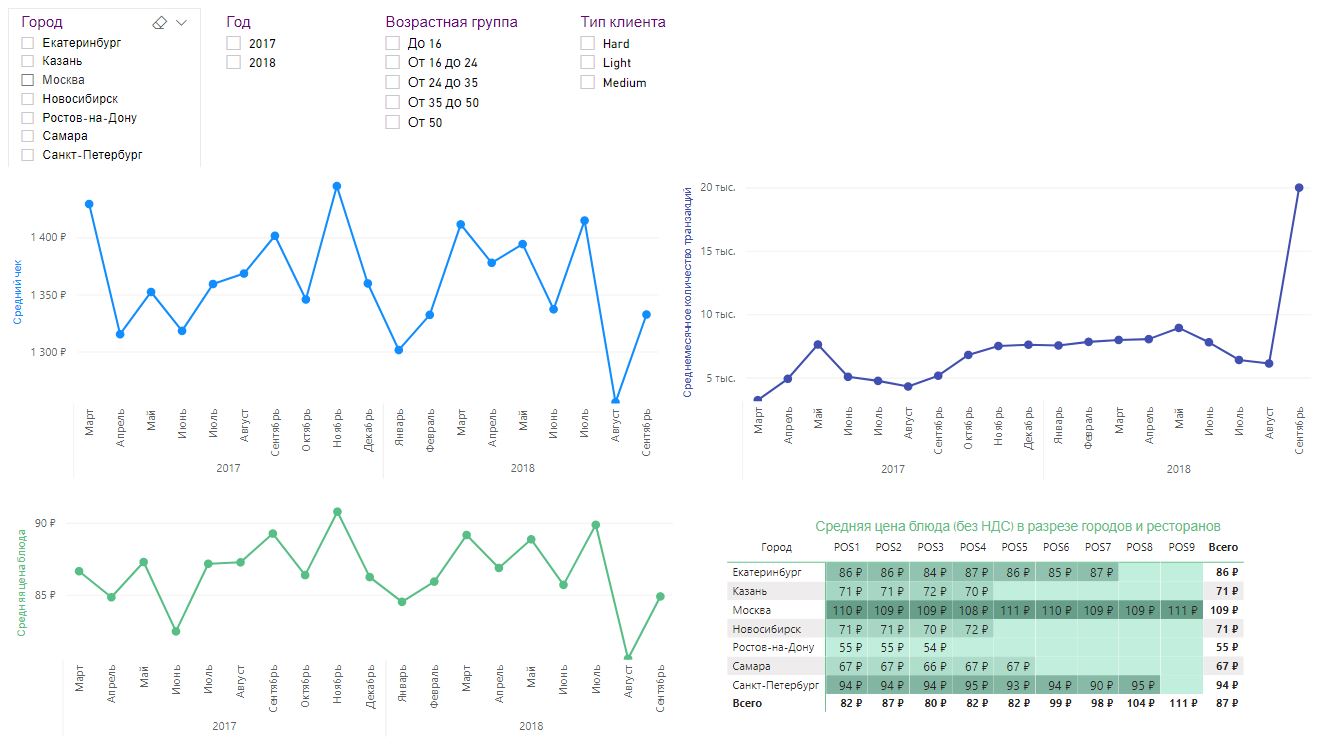 Город
Екатеринбург
Казань
Москва
Новосибирск
Ростов-на-Дону
Самара
Санкт-Петербург
Год
2017
2018
Возрастная группа
До 16
От 16 до 24
От 24 до 35
От 35 до 50
От 50
Тип клиента
Hard
Light
Medium
Средний чек
1 400 ₽
1 350 ₽
1 300 ₽
Март Апрель Май Июнь Июль Август Сентябрь Октябрь Ноябрь Декабрь Январь Февраль Март Апрель Май Июнь Июль Август Сентябрь
2017 2018
Среднемесячное количество транзакций
20 тыс.
15 тыс.
10 тыс.
5 тыс.
Март Апрель Май Июнь Июль Август Сентябрь Октябрь Ноябрь Декабрь Январь Февраль Март Апрель Май Июнь Июль Август Сентябрь
2017 2018
Средняя цена блюда
90 ₽
85 ₽
Март Апрель Май Июнь Июль Август Сентябрь Октябрь Ноябрь Декабрь Январь Февраль Март Апрель Май Июнь Июль Август Сентябрь
2017 2018
Средняя цена блюда (без НДС) в разрезе городов и ресторанов
Город POS1 POS2 POS3 POS4 POS5 POS6 POS7 POS8 POS9 Всего
Екатеринбург 86 ₽ 86 ₽ 84 ₽ 87 ₽ 86 ₽ 85 ₽ 87 ₽ 86 ₽
Казань 71 ₽ 71 ₽ 72 ₽ 70 ₽ 71 ₽
Москва 110 ₽ 109 ₽ 109 ₽ 108 ₽ 111 ₽ 110 ₽ 109 ₽ 109 ₽ 111 ₽ 109 ₽
Новосибирск 71 ₽ 71 ₽ 70 ₽ 72 ₽ 71 ₽
Ростов-на-Дону 55 ₽ 55 ₽ 54 ₽ 55 ₽
Самара 67 ₽ 67 ₽ 66 ₽ 67 ₽ 67 ₽ 67 ₽
Санкт-Петербург 94 ₽ 94 ₽ 94 ₽ 95 ₽ 93 ₽ 94 ₽ 90 ₽ 95 ₽ 94 ₽
Всего 82 ₽ 87 ₽ 80 ₽ 82 ₽ 82 ₽ 99 ₽ 98 ₽ 104 ₽ 111 ₽ 87 ₽